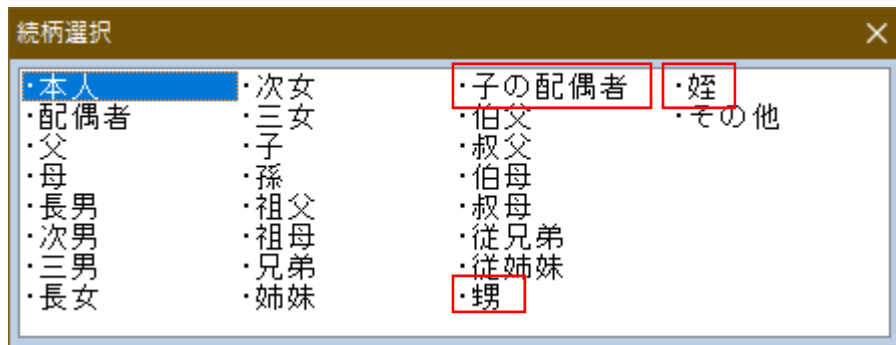 続柄選択
・本人
・配偶者
・父
・母
・長男
・次男
・三男
・長女
・次女
・三女
・子
・孫
・祖父
・祖母
・兄弟
・姉妹
・子の配偶者
・伯父
・叔父
・伯母
・叔母
・従兄弟
・従姉妹
・甥
・姪
・その他